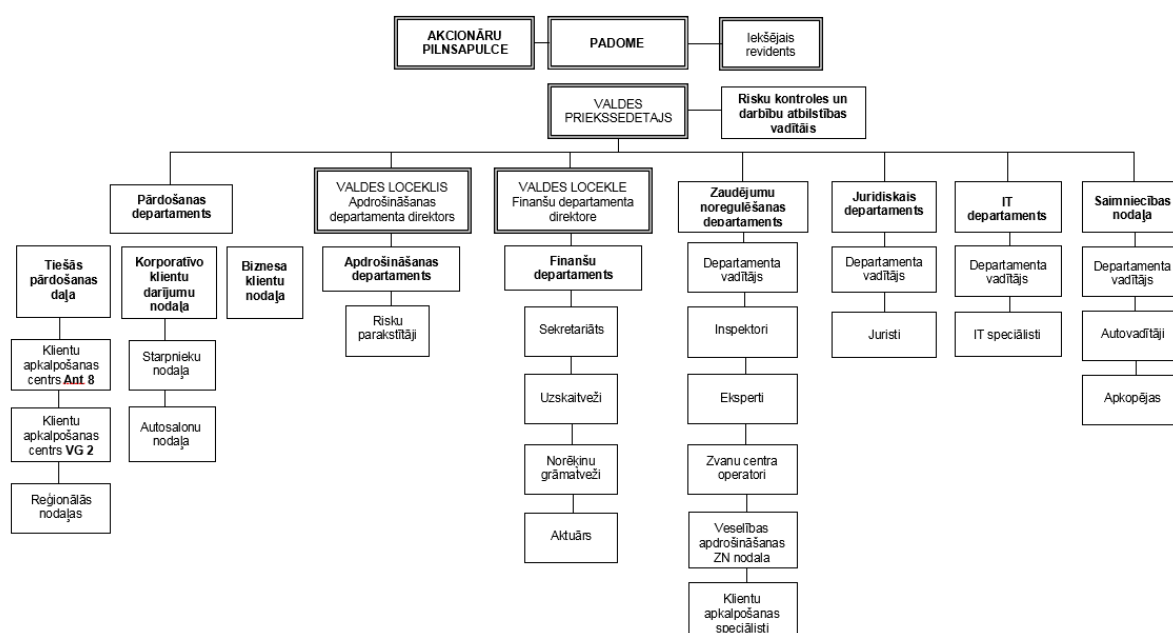 AKCIONĀRU
PILNSAPULCE
PADOME
Iekšējais
revidents
VALDES
PRIEKSSEDETAJS
Risku kontroles un
darbību atbilstības
vadītāis
Pārdošanas
departaments
VALDES LOCEKLIS
Apdrošināšanas
departamenta direktors
VALDES LOCEKLE
Finanšu departamenta
direktore
Zaudējumu
noregulēšanas
departaments
Juridiskais
departaments
IT
departaments
Saimniecības
nodaļa
Tiešās
pārdošanas
daļa
Korporatīvo
klientu
darījumu
nodaļa
Biznesa
klientu
nodaļa
Apdrošināšanas
departaments
Finanšu
departaments
Departamenta
vadītājs
Departamenta
vadītājs
Departamenta
vadītājs
Departamenta
vadītājs
Klientu
apkalpošanas
centrs Ant 8
Starpnieku
nodaļa
Risku
parakstītāji
Sekretariāts
Inspektori
Juristi
IT speciālisti
Autovadītāji
Klientu
apkalpošanas
centrs VG 2
Autosalonu
nodaļa
Uzskaitveži
Eksperti
Apkopējas
Reģionālās
nodaļas
Norēķinu
grāmatveži
Zvanu centra
operatori
Aktuārs
Veselības
apdrošināšanas
ZN nodala
Klientu
apkalpošanas
speciālisti